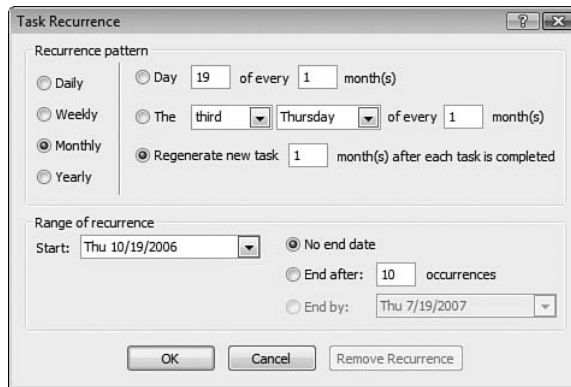 Task Recurrence
Recurrence pattern
Daily
Weekly
Monthly
Yearly
Day 19 of every 1 month(s)
The third Thursday of every 1 month(s)
Regenerate new task 1 month(s) after each task is completed
Range of recurrence
Start: Thu 10/19/2006
No end date
End after: 10 occurrences
End by: Thu 7/19/2007
OK Cancel Remove Recurrence